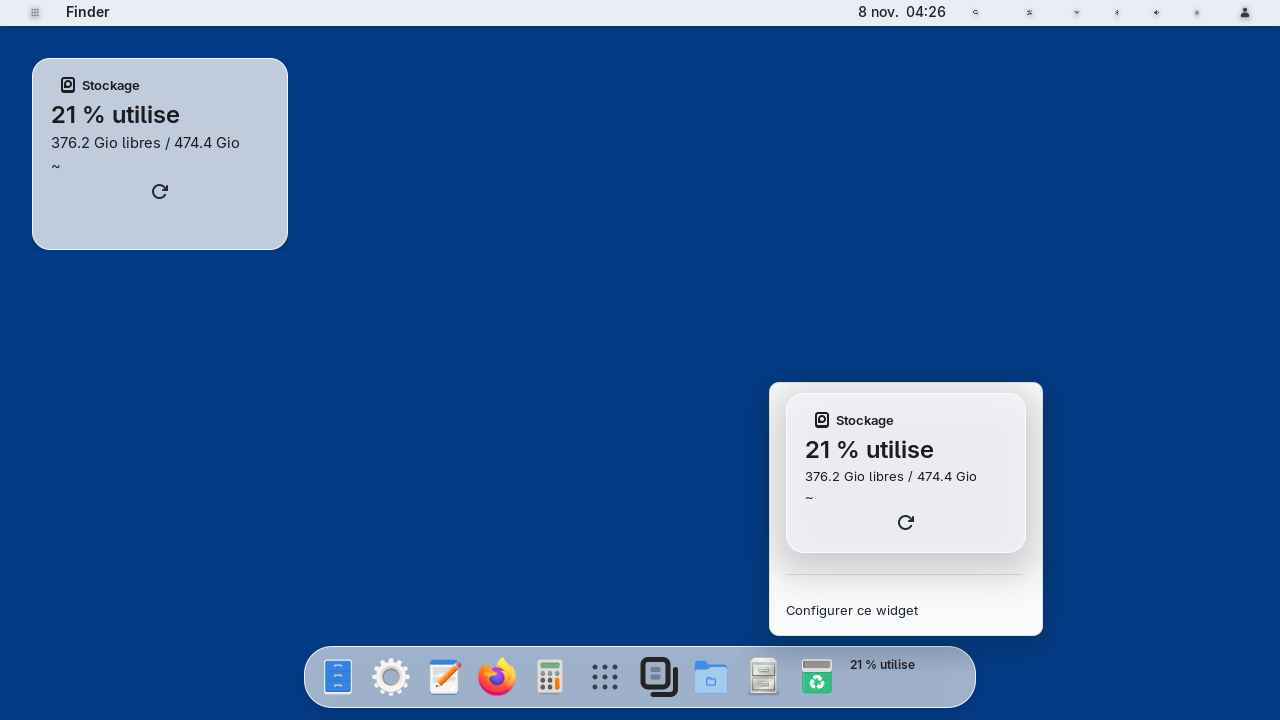 Finder
8 nov. 04:26
Stockage
21 % utilise
376.2 Gio libres / 474.4 Gio
~
Stockage
21 % utilise
376.2 Gio libres / 474.4 Gio
~
Configurer ce widget
21 % utilise